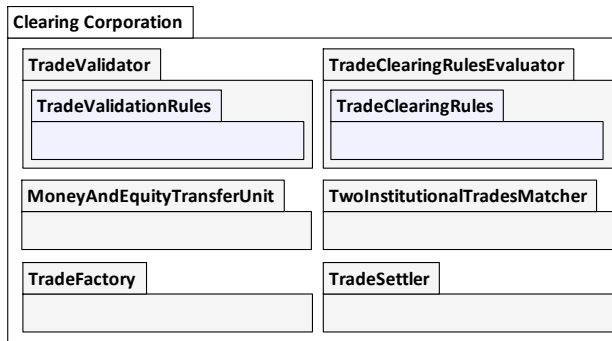 Clearing Corporation
TradeValidator
TradeClearingRulesEvaluator
TradeValidationRules
TradeClearingRules
MoneyAndEquityTransferUnit
TwoInstitutionalTradesMatcher
TradeFactory
TradeSettler